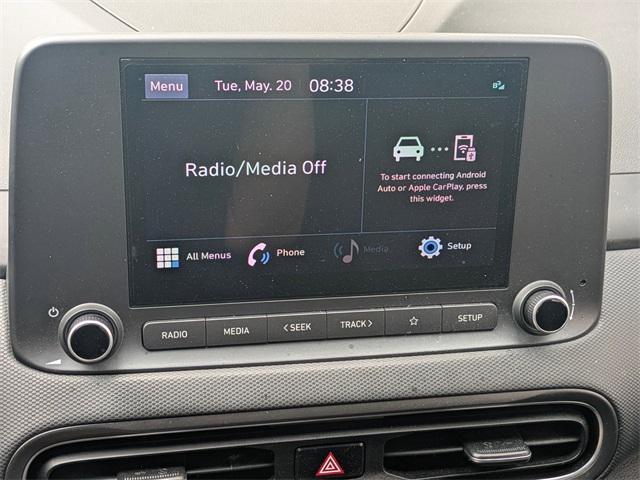 Menu Tue, May. 20 08:38
Radio/Media Off
To start connecting Android
Auto or Apple CarPlay, press
this widget.
All Menus Phone Media Setup
RADIO MEDIA <SEEK TRACK> ☆ SETUP